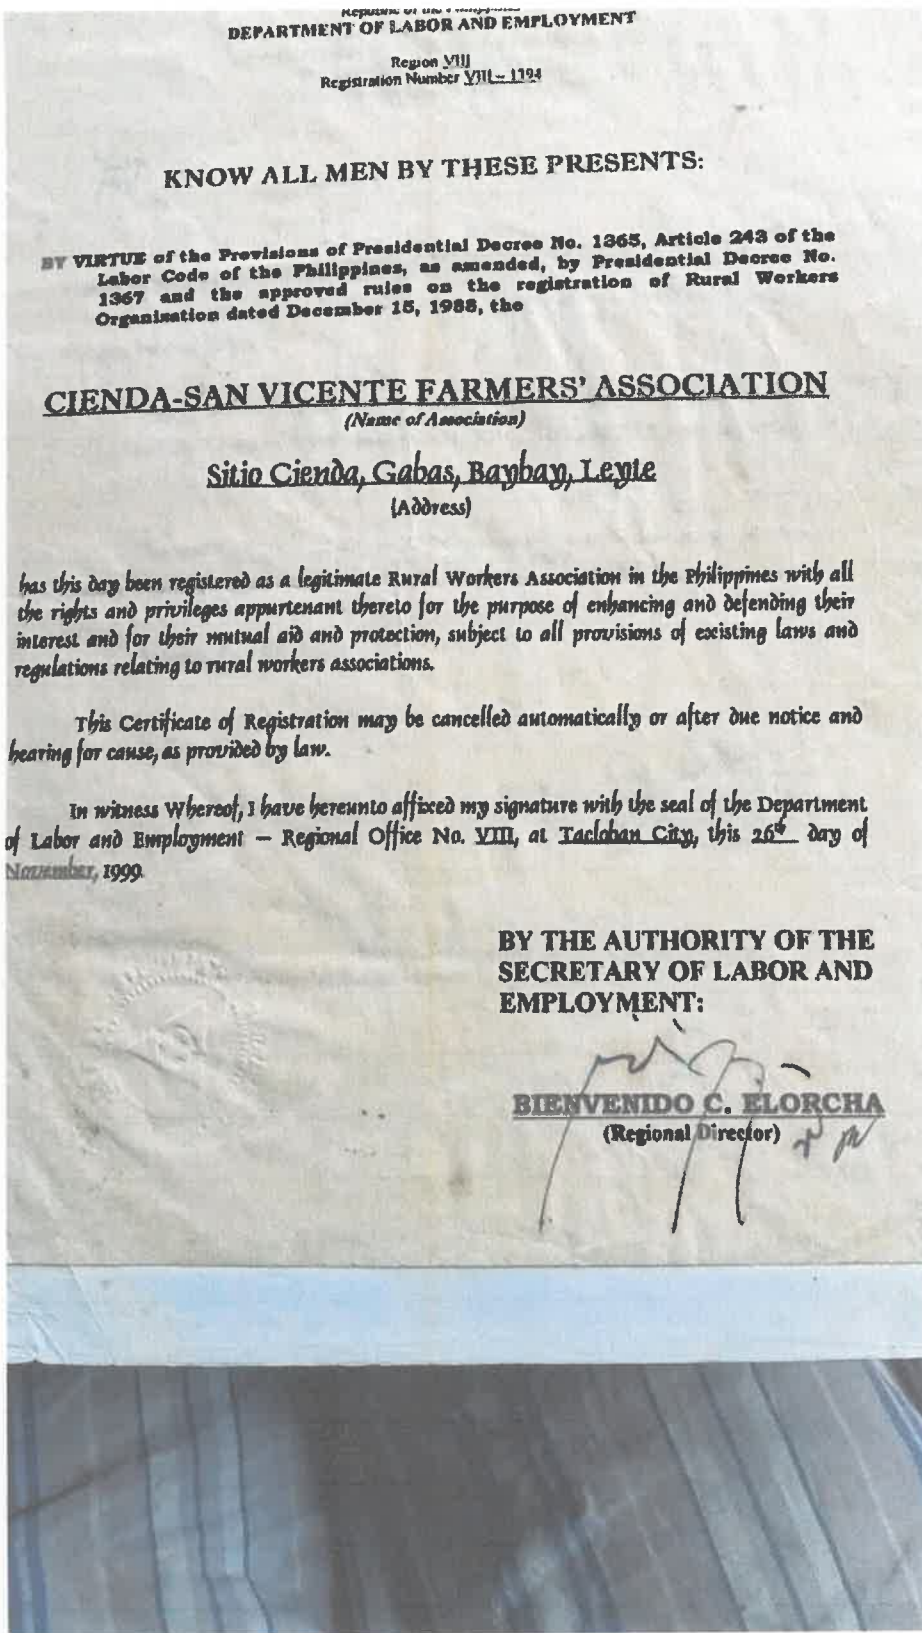 Republic of the Philippines
DEPARTMENT OF LABOR AND EMPLOYMENT
Region VIII
Registration Number VIII – 1194
KNOW ALL MEN BY THESE PRESENTS:
BY VIRTUE of the Provisions of Presidential Decree No. 1365, Article 243 of the
Labor Code of the Philippines, as amended, by Presidential Decree No.
1367 and the approved rules on the registration of Rural Workers
Organization dated December 15, 1988, the
CIENDA-SAN VICENTE FARMERS' ASSOCIATION
(Name of Association)
Sitio Cienda, Gabas, Baybay, Leyte
(Address)
has this day been registered as a legitimate Rural Workers Association in the Philippines with all
the rights and privileges appurtenant thereto for the purpose of enhancing and defending their
interest and for their mutual aid and protection, subject to all provisions of existing laws and
regulations relating to rural workers associations.
This Certificate of Registration may be cancelled automatically or after due notice and
hearing for cause, as provided by law.
In witness Whereof, I have hereunto affixed my signature with the seal of the Department
of Labor and Employment – Regional Office No. VIII, at Tacloban City, this 26th day of
November, 1999.
BY THE AUTHORITY OF THE
SECRETARY OF LABOR AND
EMPLOYMENT:
BIENVENIDO C. ELORCHA
(Regional Director)